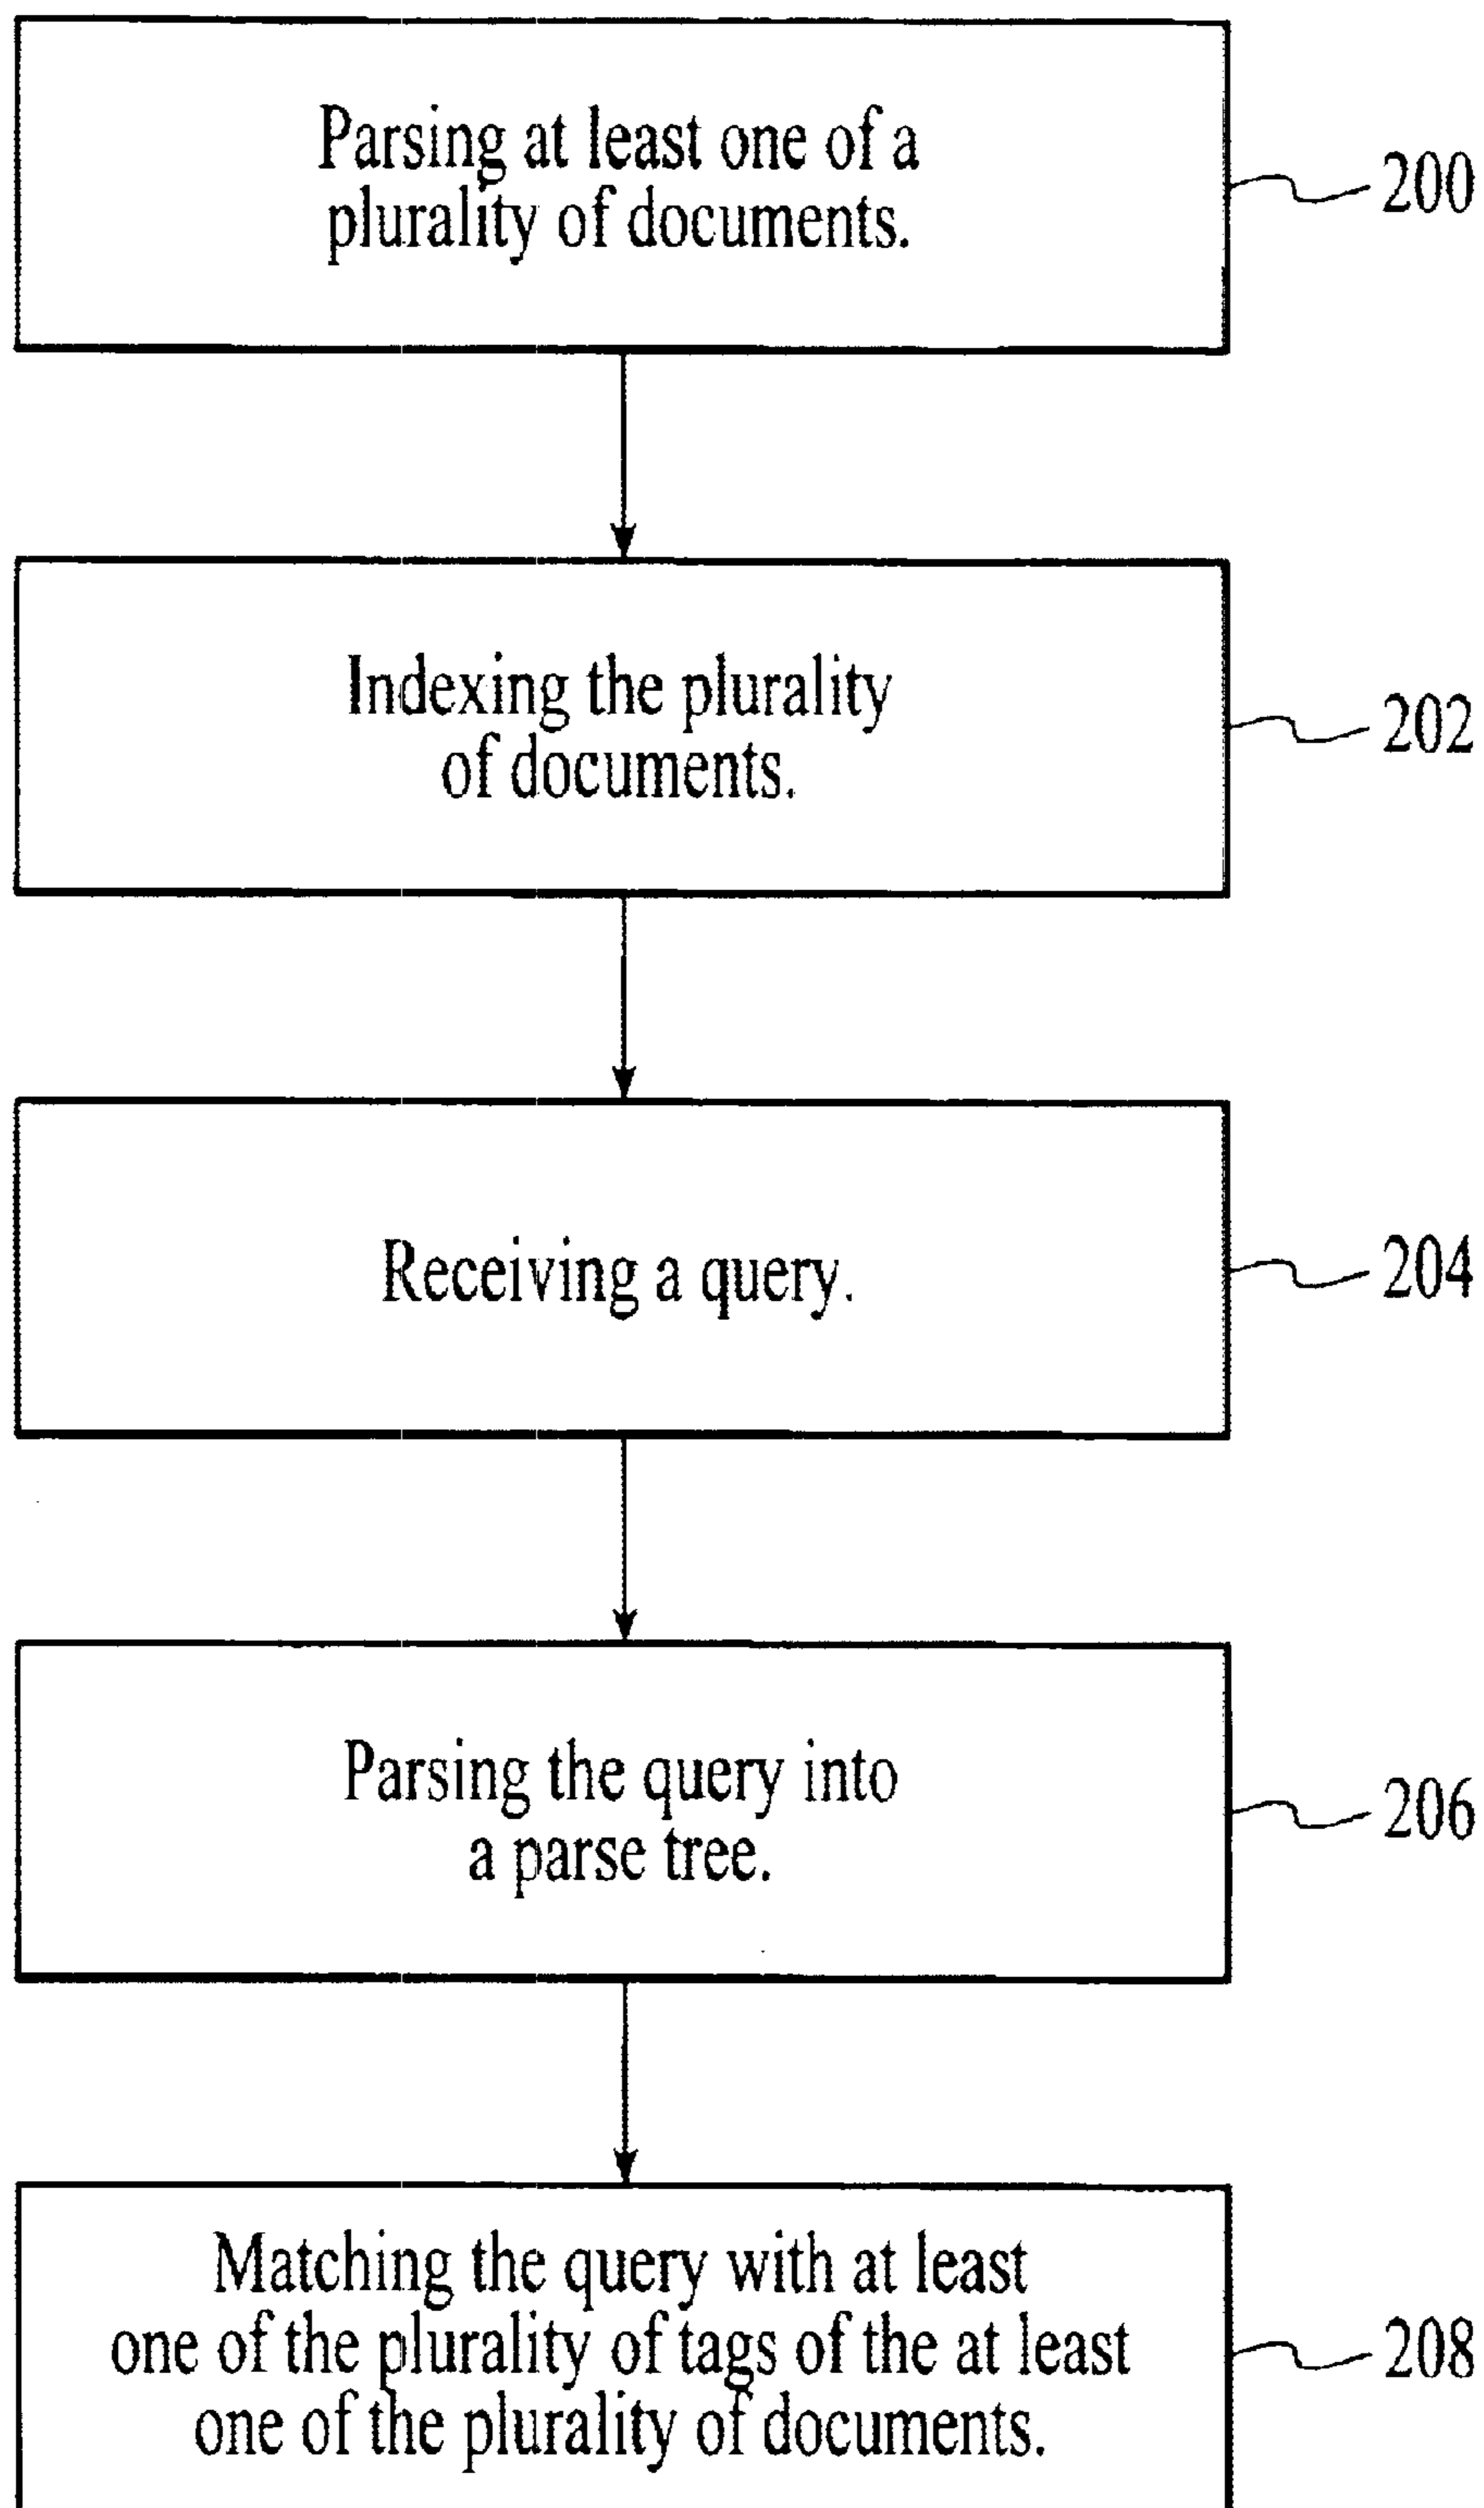 Parsing at least one of a
plurality of documents.
200
Indexing the plurality
of documents.
202
Receiving a query.
204
Parsing the query into
a parse tree.
206
Matching the query with at least
one of the plurality of tags of the at least
one of the plurality of documents.
208